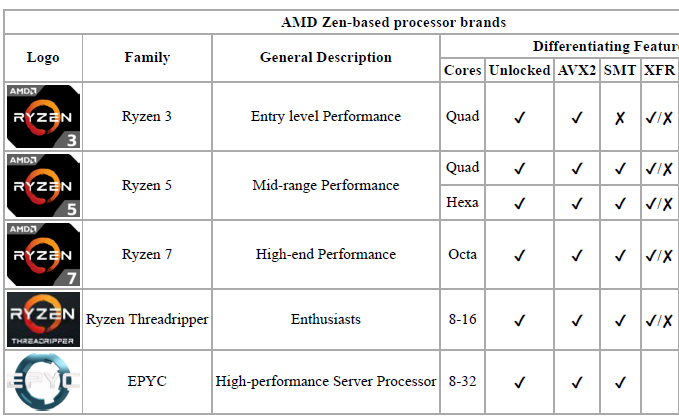 AMD Zen-based processor brands
Logo Family General Description Differentiating Featur
Cores Unlocked AVX2 SMT XFR
AMD RYZEN 3 Ryzen 3 Entry level Performance Quad ✓ ✓ ✗ ✓/✗
AMD RYZEN 5 Ryzen 5 Mid-range Performance Quad ✓ ✓ ✓ ✓/✗
Hexa ✓ ✓ ✓ ✓/✗
AMD RYZEN 7 Ryzen 7 High-end Performance Octa ✓ ✓ ✓ ✓/✗
RYZEN THREADRIPPER Ryzen Threadripper Enthusiasts 8-16 ✓ ✓ ✓ ✓/✗
EPYC EPYC High-performance Server Processor 8-32 ✓ ✓ ✓